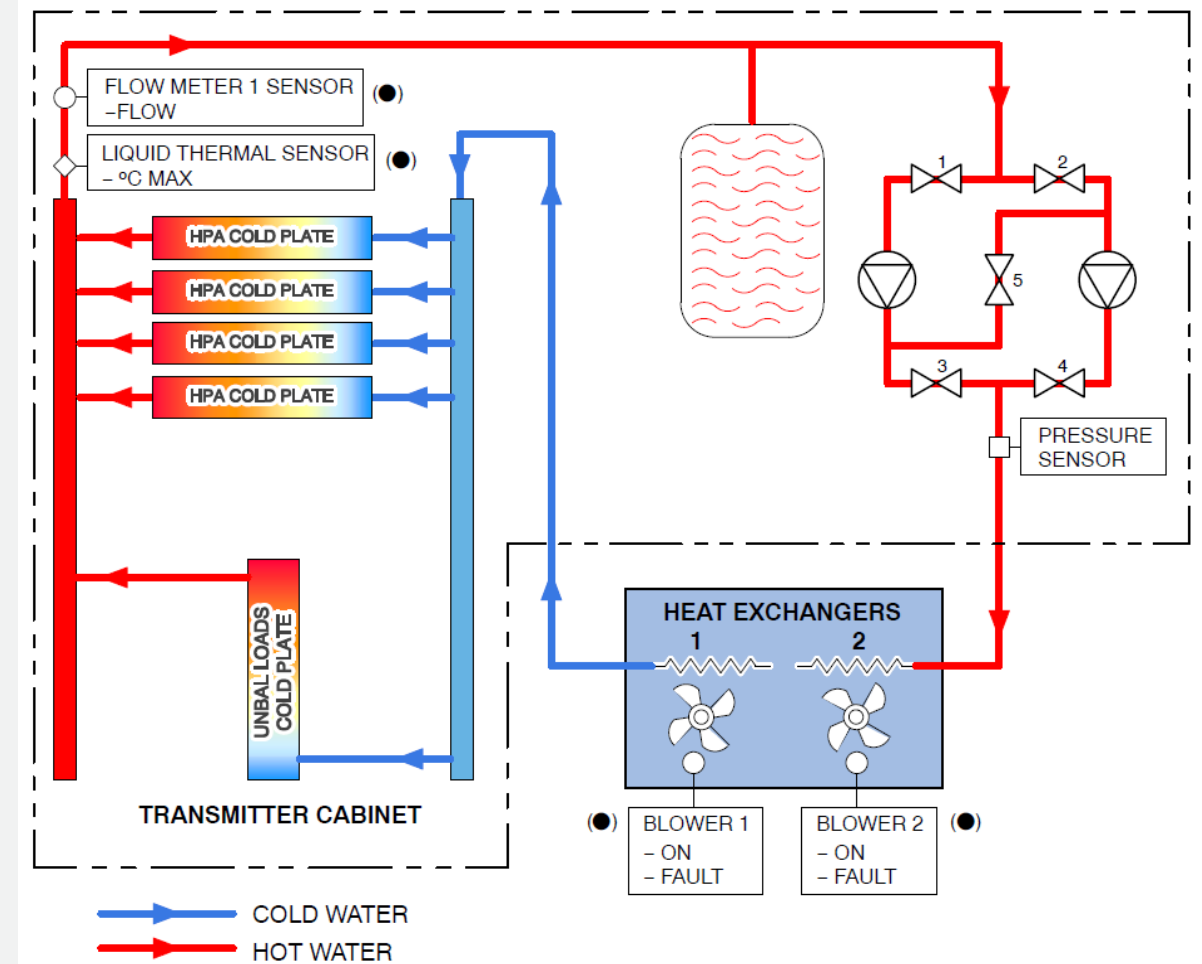 FLOW METER 1 SENSOR
–FLOW
(●)
LIQUID THERMAL SENSOR
– ºC MAX
(●)
HPA COLD PLATE
HPA COLD PLATE
HPA COLD PLATE
HPA COLD PLATE
1
2
5
3
4
PRESSURE
SENSOR
UNBAL LOADS
COLD PLATE
TRANSMITTER CABINET
HEAT EXCHANGERS
1
2
(●)
BLOWER 1
– ON
– FAULT
BLOWER 2
– ON
– FAULT
(●)
COLD WATER
HOT WATER